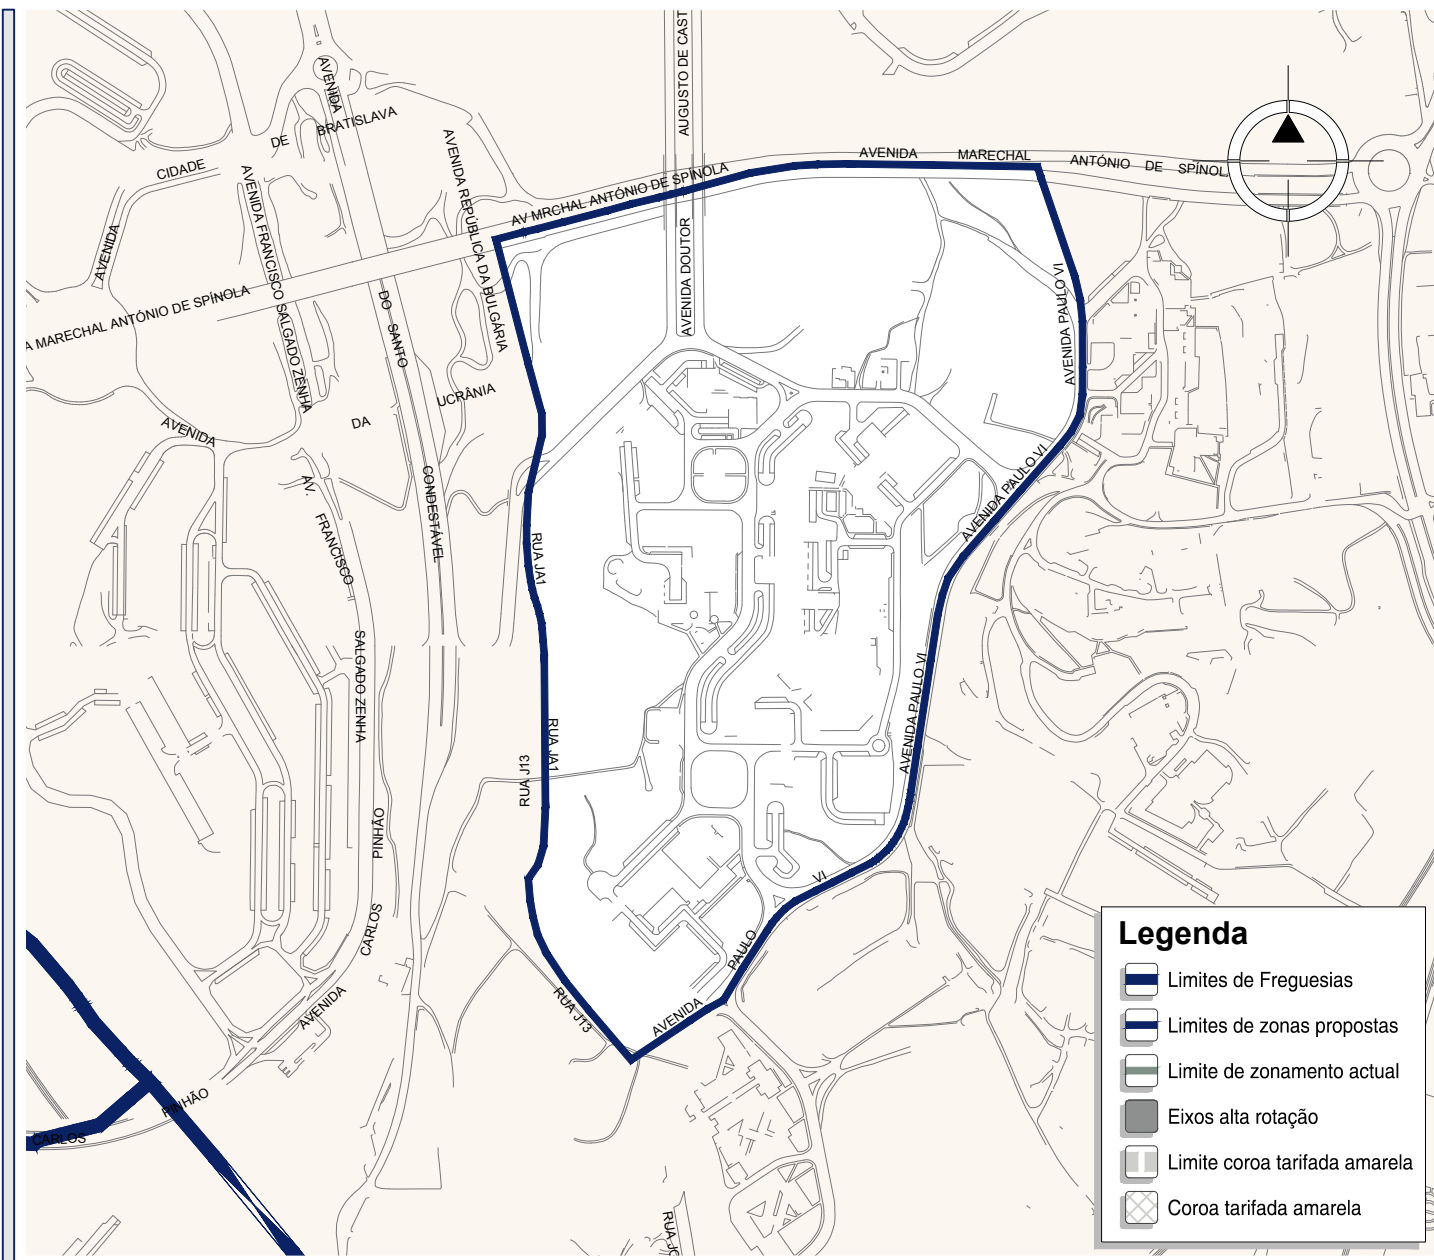 AUGUSTO DE CAST
AVENIDA
DE BRATISLAVA
CIDADE
AVENIDA
AVENIDA REPÚBLICA DA BULGÁRIA
AVENIDA MARECHAL ANTÓNIO DE SPÍNOL
AV MRCHAL ANTÓNIO DE SPÍNOLA
AVENIDA FRANCISCO SALGADO ZENHA
A MARECHAL ANTÓNIO DE SPÍNOLA
DO SANTO
CONDESTÁVEL
AVENIDA DOUTOR
AVENIDA PAULO VI
AVENIDA
DA UCRÂNIA
AV.
FRANCISCO
SALGADO ZENHA
AVENIDA PAULO VI
RUA JA1
AVENIDA PAULO VI
RUA JA1
RUA J13
PINHÃO
CARLOS
AVENIDA
VI
PAULO
AVENIDA
RUA J13
PINHÃO
CARLOS
RUA JC
Legenda
Limites de Freguesias
Limites de zonas propostas
Limite de zonamento actual
Eixos alta rotação
Limite coroa tarifada amarela
Coroa tarifada amarela